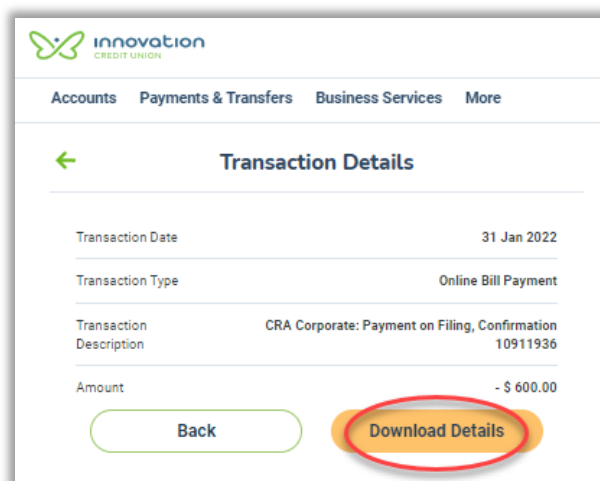 innovation
CREDIT UNION
Accounts Payments & Transfers Business Services More
Transaction Details
Transaction Date 31 Jan 2022
Transaction Type Online Bill Payment
Transaction CRA Corporate: Payment on Filing, Confirmation
Description 10911936
Amount - $ 600.00
Back Download Details